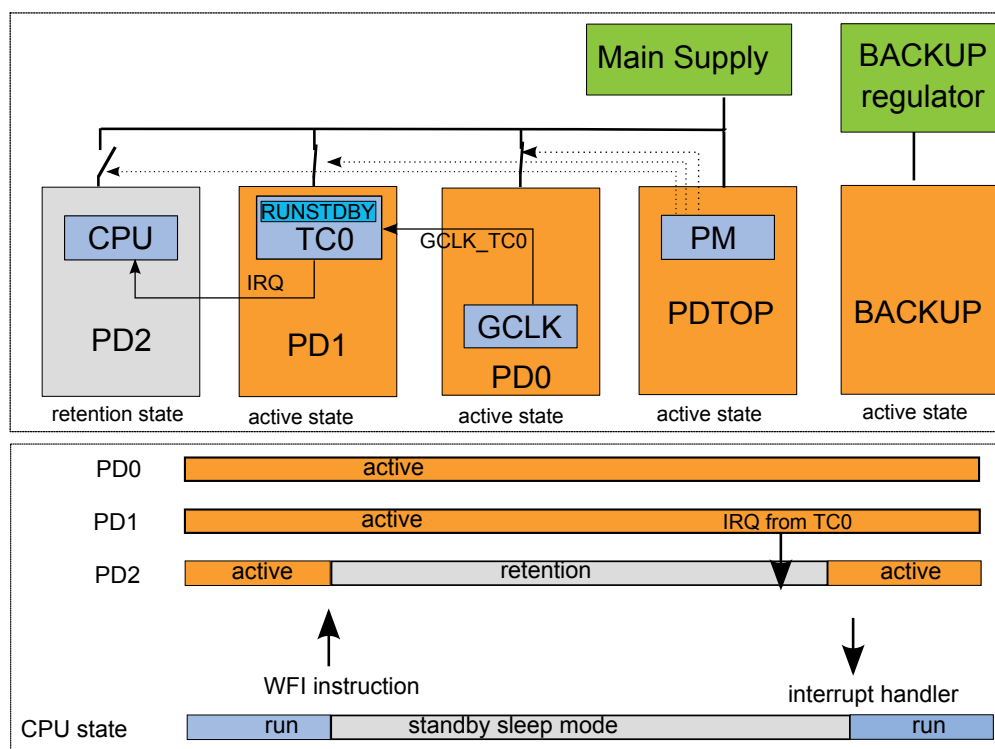 Main Supply
BACKUP
regulator
RUNSTDBY
TC0
CPU
GCLK_TC0
PM
IRQ
GCLK
PDTOP
BACKUP
PD2
PD1
PD0
retention state
active state
active state
active state
active state
PD0
active
PD1
active
IRQ from TC0
PD2
active
retention
active
WFI instruction
interrupt handler
CPU state
run
standby sleep mode
run